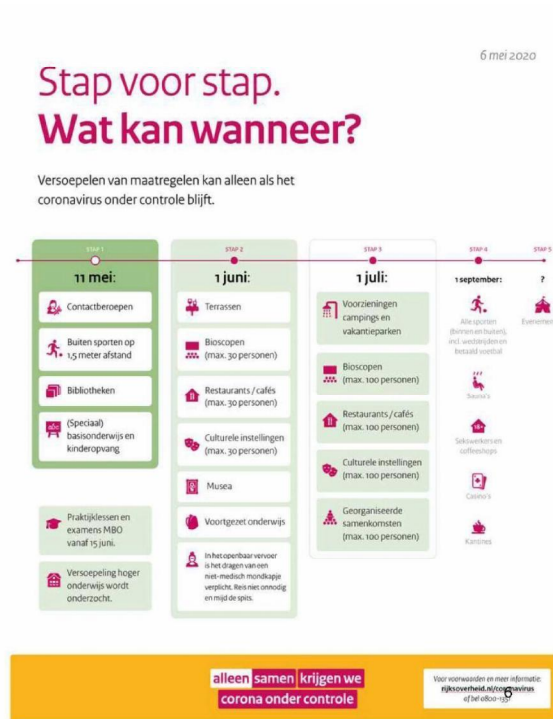 6 mei 2020
Stap voor stap.
Wat kan wanneer?
Versoepelen van maatregelen kan alleen als het
coronavirus onder controle blijft.
STAP 1
11 mei:
Contactberoepen
Buiten sporten op
1,5 meter afstand
Bibliotheken
(Speciaal)
basisonderwijs en
kinderopvang
Praktijklessen en
examens MBO
vanaf 15 juni.
Versoepeling hoger
onderwijs wordt
onderzocht.
STAP 2
1 juni:
Terrassen
Bioscopen
(max. 30 personen)
Restaurants / cafés
(max. 30 personen)
Culturele instellingen
(max. 30 personen)
Musea
Voortgezet onderwijs
In het openbaar vervoer
is het dragen van een
niet-medisch mondkapje
verplicht. Reis niet onnodig
en mijd de spits.
STAP 3
1 juli:
Voorzieningen
campings en
vakantieparken
Bioscopen
(max. 100 personen)
Restaurants / cafés
(max. 100 personen)
Culturele instellingen
(max. 100 personen)
Georganiseerde
samenkomsten
(max. 100 personen)
STAP 4
1 september:
Alle sporten
(binnen en buiten),
incl. wedstrijden en
betaald voetbal
Sauna's
18+
Sekswerkers en
coffeeshops
Casino's
Kantines
STAP 5
?
Evenemen
alleen samen krijgen we
corona onder controle
Voor voorwaarden en meer informatie:
rijksoverheid.nl/coronavirus
of bel 0800-1351
6